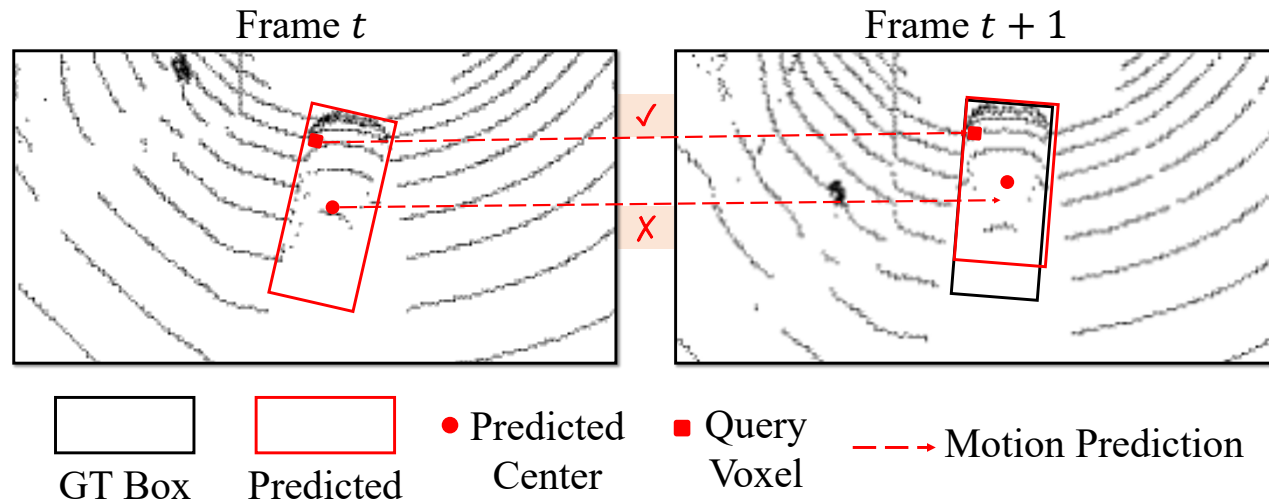 Frame t
Frame t + 1
✓
✗
GT Box
Predicted
Predicted
Center
Query
Voxel
Motion Prediction